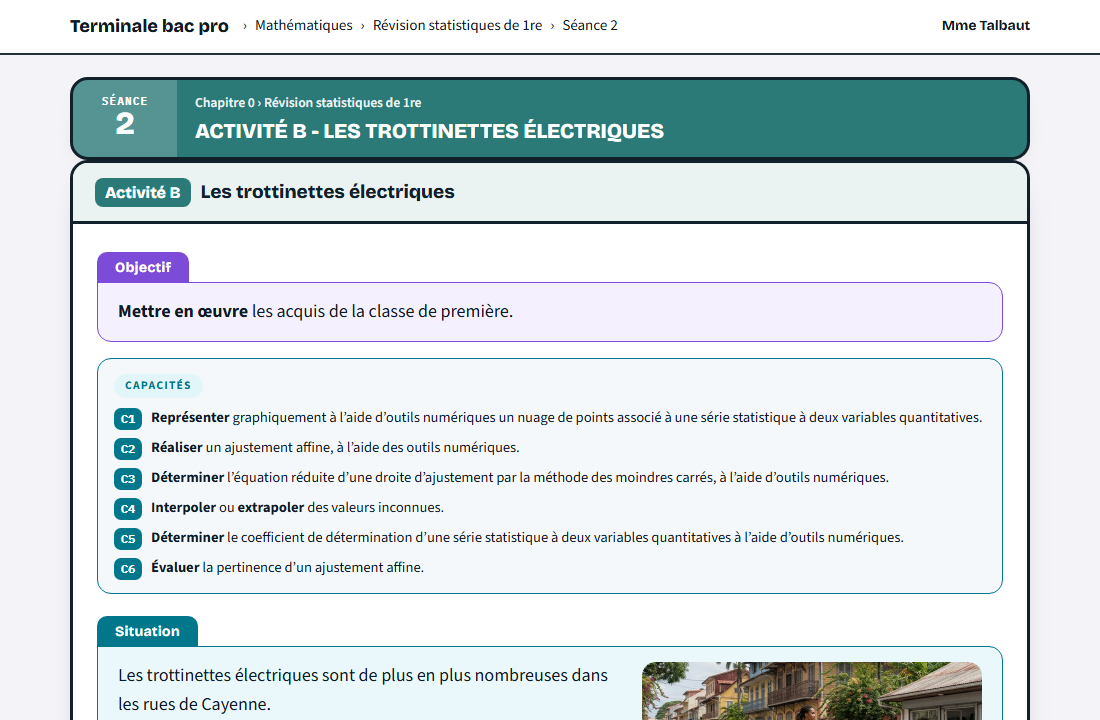 Terminale bac pro › Mathématiques › Révision statistiques de 1re › Séance 2
Mme Talbaut
SÉANCE
2
Chapitre 0 › Révision statistiques de 1re
ACTIVITÉ B - LES TROTTINETTES ÉLECTRIQUES
Activité B Les trottinettes électriques
Objectif
Mettre en œuvre les acquis de la classe de première.
CAPACITÉS
C1 Représenter graphiquement à l’aide d’outils numériques un nuage de points associé à une série statistique à deux variables quantitatives.
C2 Réaliser un ajustement affine, à l’aide des outils numériques.
C3 Déterminer l’équation réduite d’une droite d’ajustement par la méthode des moindres carrés, à l’aide d’outils numériques.
C4 Interpoler ou extrapoler des valeurs inconnues.
C5 Déterminer le coefficient de détermination d’une série statistique à deux variables quantitatives à l’aide d’outils numériques.
C6 Évaluer la pertinence d’un ajustement affine.
Situation
Les trottinettes électriques sont de plus en plus nombreuses dans
les rues de Cayenne.